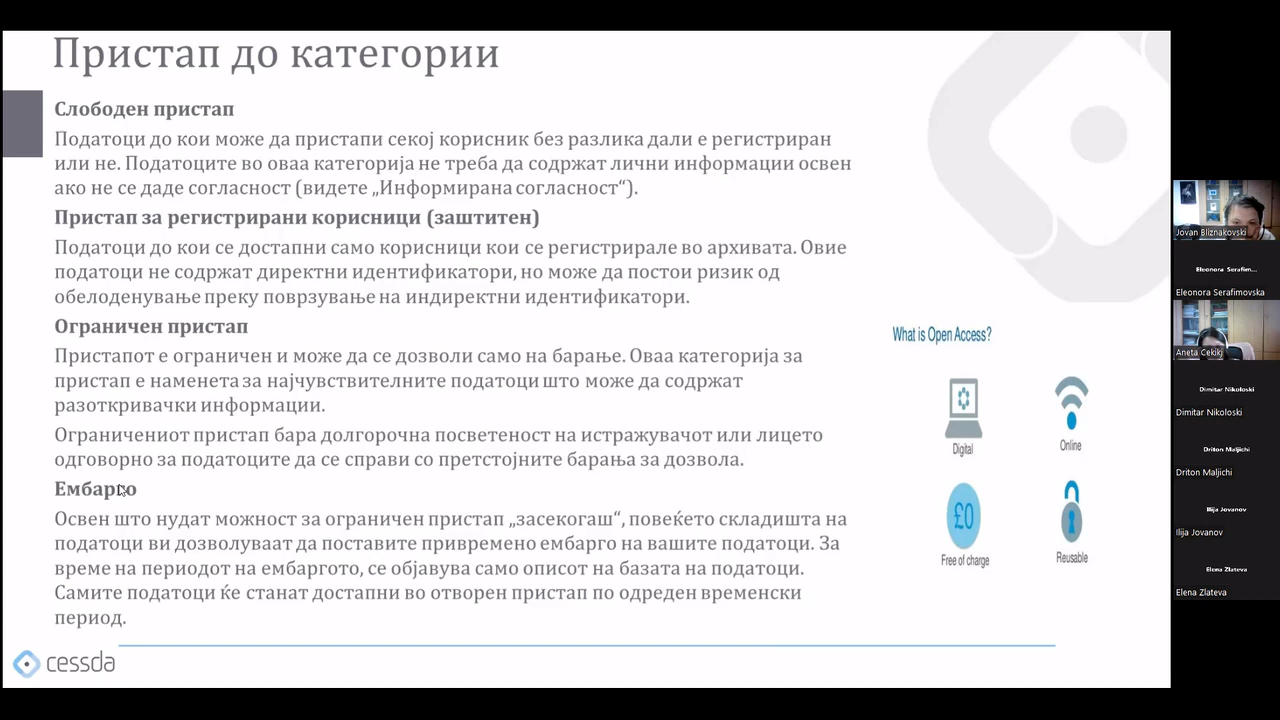 Пристап до категории
Слободен пристап
Податоци до кои може да пристапи секој корисник без разлика дали е регистриран
или не. Податоците во оваа категорија не треба да содржат лични информации освен
ако не се даде согласност (видете „Информирана согласност“).
Пристап за регистрирани корисници (заштитен)
Податоци до кои се достапни само корисници кои се регистрирале во архивата. Овие
податоци не содржат директни идентификатори, но може да постои ризик од
обелоденување преку поврзување на индиректни идентификатори.
Ограничен пристап
Пристапот е ограничен и може да се дозволи само на барање. Оваа категорија за
пристап е наменета за најчувствителните податоци што може да содржат
разоткривачки информации.
Ограничениот пристап бара долгорочна посветеност на истражувачот или лицето
одговорно за податоците да се справи со претстојните барања за дозвола.
Ембарго
Освен што нудат можност за ограничен пристап „засекогаш“, повеќето складишта на
податоци ви дозволуваат да поставите привремено ембарго на вашите податоци. За
време на периодот на ембаргото, се објавува само описот на базата на податоци.
Самите податоци ќе станат достапни во отворен пристап по одреден временски
период.
What is Open Access?
Digital
Online
£0
Free of charge
Reusable
cessda
Jovan Bliznakovski
Eleonora Serafim...
Eleonora Serafimovska
Aneta Cekikj
Dimitar Nikoloski
Dimitar Nikoloski
Driton Maljichi
Driton Maljichi
Ilija Jovanov
Ilija Jovanov
Elena Zlateva
Elena Zlateva